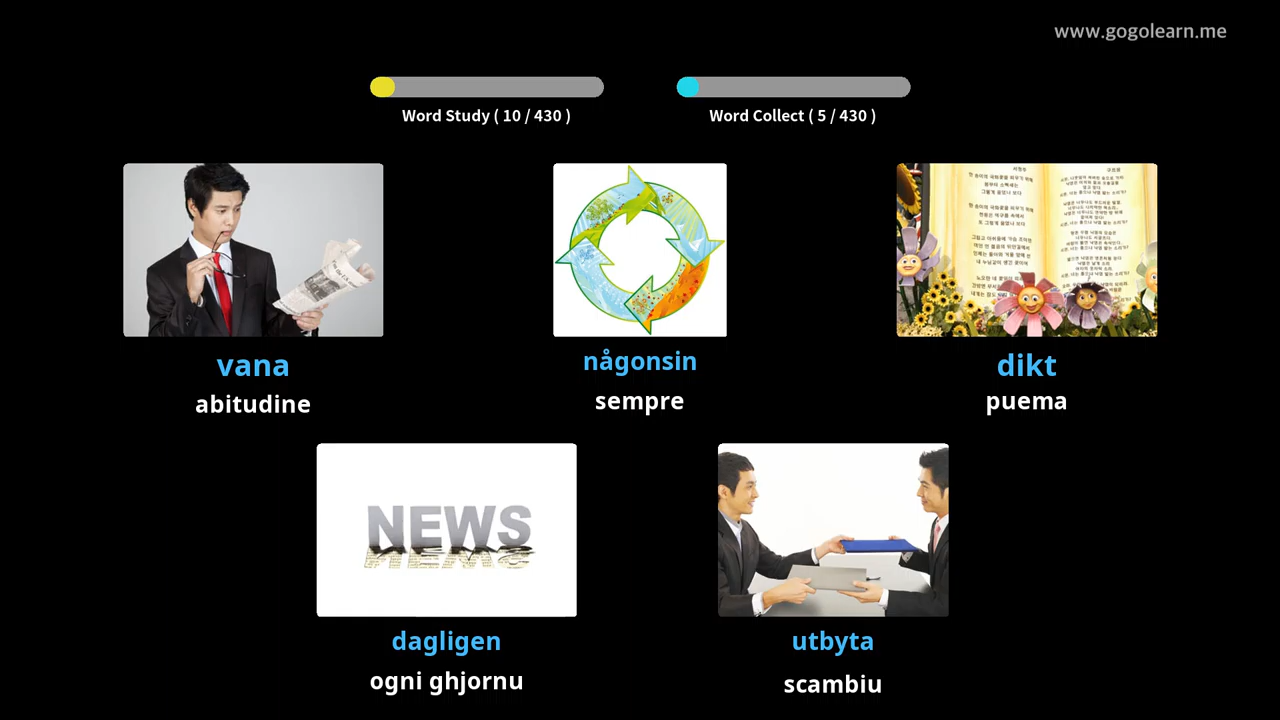 www.gogolearn.me
Word Study ( 10 / 430 )
Word Collect ( 5 / 430 )
vana
abitudine
någonsin
sempre
dikt
puema
NEWS
dagligen
ogni ghjornu
utbyta
scambiu